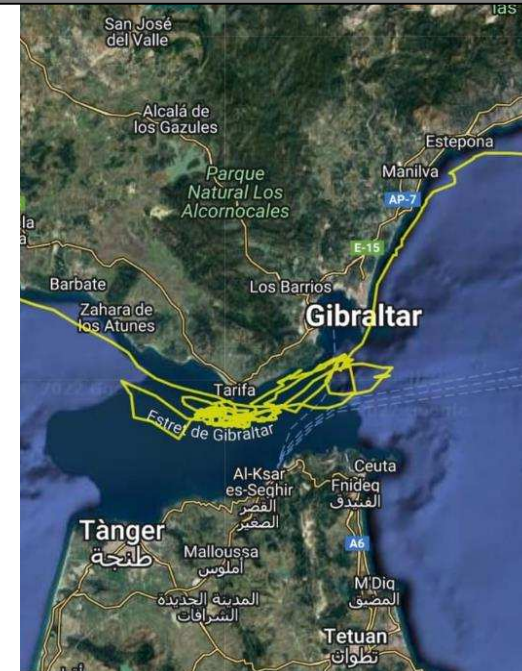 las
San José
del Valle
Alcalá de
los Gazules
Estepona
Manilva
Parque
Natural Los
Alcornocales
AP-7
la
à
E-15
Barbate
Los Barrios
Zahara de
los Atunes
Gibraltar
Tarifa
Estret de Gibraltar
Al-Ksar
es-Seghir
القصر
الصغير
Ceuta
Fnideq
الفنيدق
Tànger
طنجة
A6
Malloussa
أملوس
M'Diq
المضيق
المدينة الجديدة
الشرافات
Tetuan
تطوان